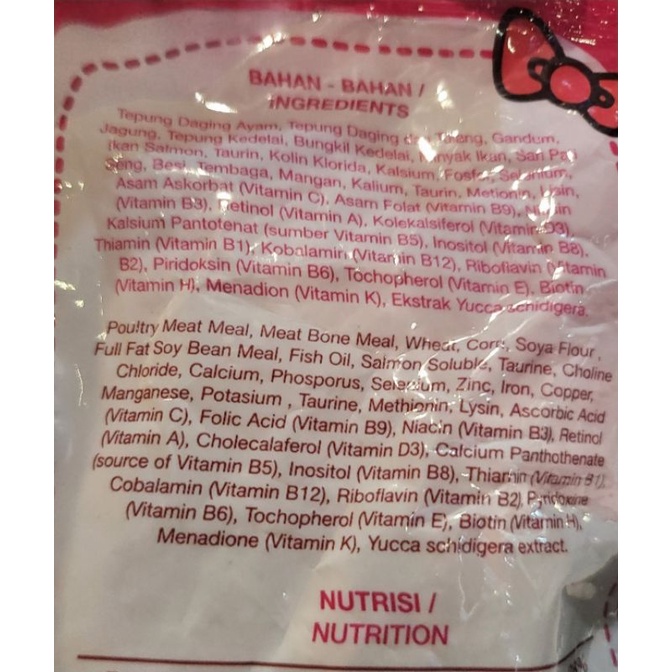 BAHAN - BAHAN /
INGREDIENTS
Tepung Daging Ayam, Tepung Daging Tulang, Gandum,
Jagung, Tepung Kedelai, Bungkil Kedelai, Minyak Ikan, Sari Pati
Ikan Salmon, Taurin, Kolin Klorida, Kalsium, Fosfor, Selenium,
Seng, Besi, Tembaga, Mangan, Kalium, Taurin, Metionin, Lisin,
Asam Askorbat (Vitamin C), Asam Folat (Vitamin B9), Niasin
(Vitamin B3), Retinol (Vitamin A), Kolekalsiferol (Vitamin D3),
Kalsium Pantotenat (sumber Vitamin B5), Inositol (Vitamin B8),
Thiamin (Vitamin B1), Kobalamin (Vitamin B12), Riboflavin (Vitamin
B2), Piridoksin (Vitamin B6), Tochopherol (Vitamin E), Biotin
(Vitamin H), Menadion (Vitamin K), Ekstrak Yucca schidigera.
Poultry Meat Meal, Meat Bone Meal, Wheat, Corn, Soya Flour,
Full Fat Soy Bean Meal, Fish Oil, Salmon Soluble, Taurine, Choline
Chloride, Calcium, Phosporus, Selenium, Zinc, Iron, Copper,
Manganese, Potasium , Taurine, Methionin, Lysin, Ascorbic Acid
(Vitamin C), Folic Acid (Vitamin B9), Niacin (Vitamin B3), Retinol
(Vitamin A), Cholecalaferol (Vitamin D3), Calcium Panthothenate
(source of Vitamin B5), Inositol (Vitamin B8), Thiamin (Vitamin B1),
Cobalamin (Vitamin B12), Riboflavin (Vitamin B2), Pyridoxine
(Vitamin B6), Tochopherol (Vitamin E), Biotin (Vitamin H),
Menadione (Vitamin K), Yucca schidigera extract.
NUTRISI /
NUTRITION